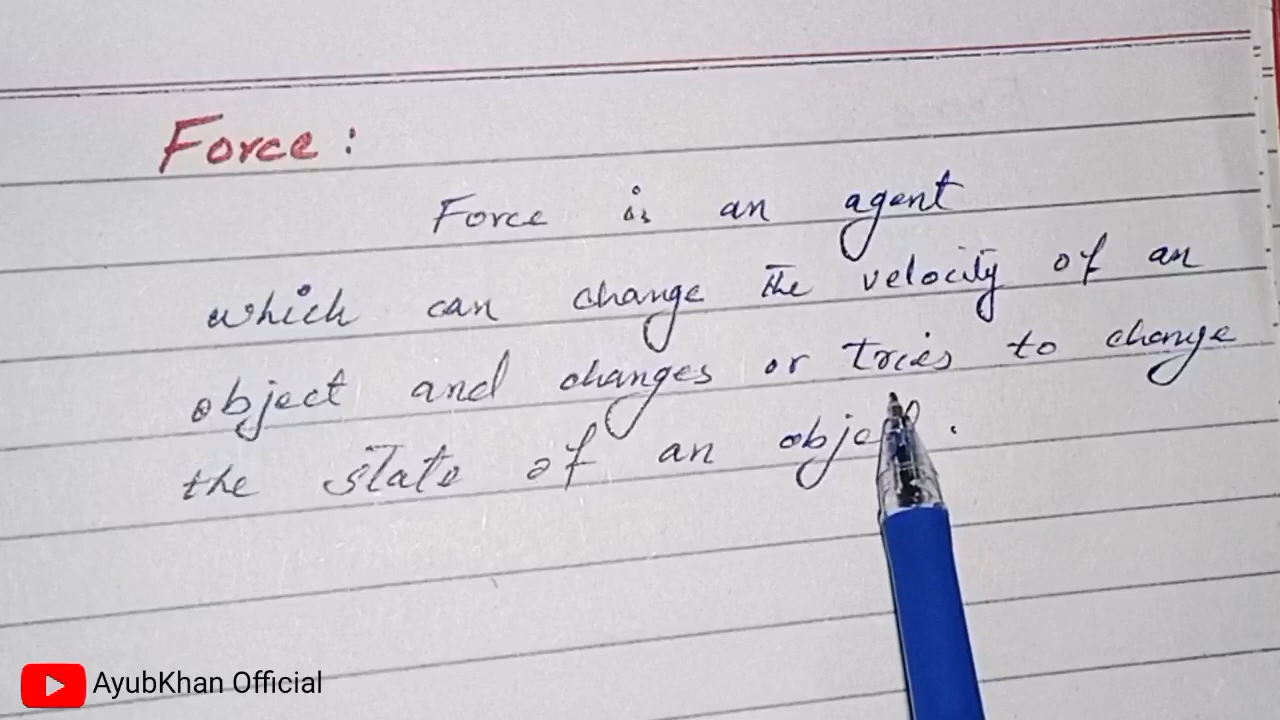 Force :
Force is an agent
which can change the velocity of an
object and changes or tries to change
the state of an object.
AyubKhan Official